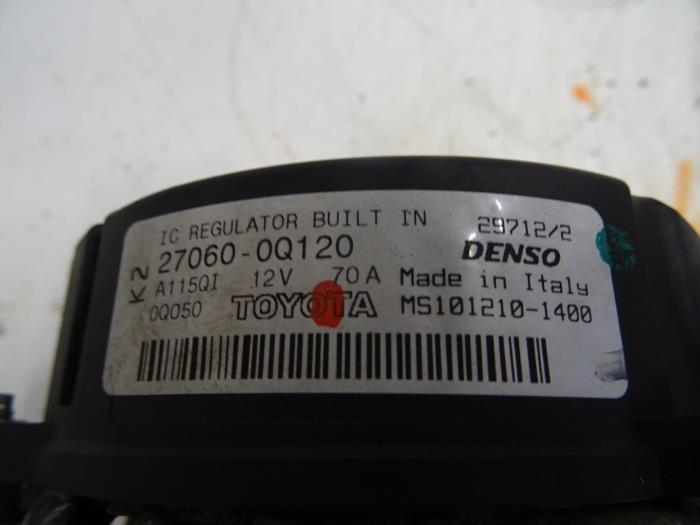 IC REGULATOR BUILT IN 29712/2
K2 27060-0Q120 DENSO
A115QI 12V 70A Made in Italy
0Q050 TOYOTA MS101210-1400